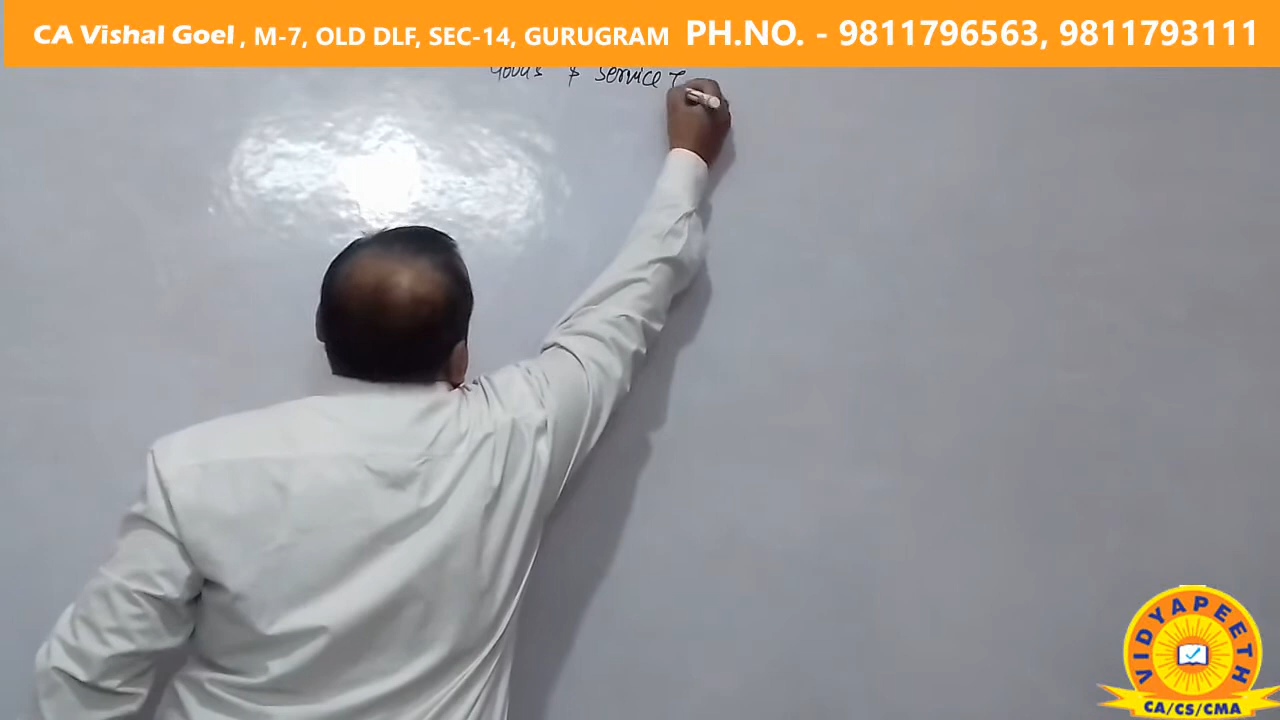 CA Vishal Goel , M-7, OLD DLF, SEC-14, GURUGRAM PH.NO. - 9811796563, 9811793111
Goods & Service T
VIDYAPEETH
CA/CS/CMA